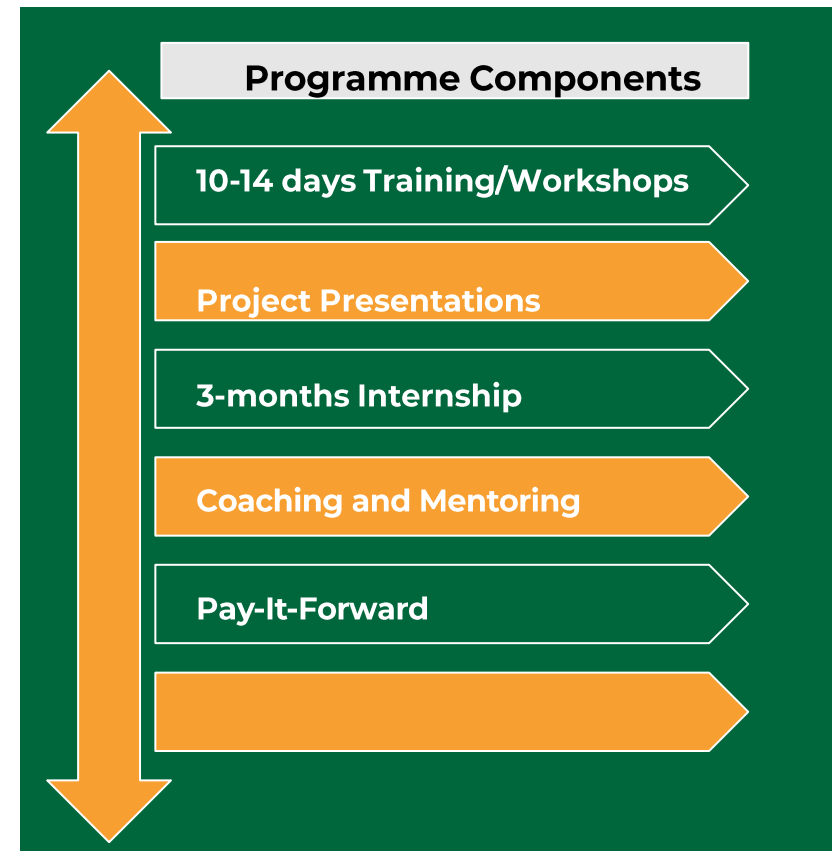 Programme Components
10-14 days Training/Workshops
Project Presentations
3-months Internship
Coaching and Mentoring
Pay-It-Forward